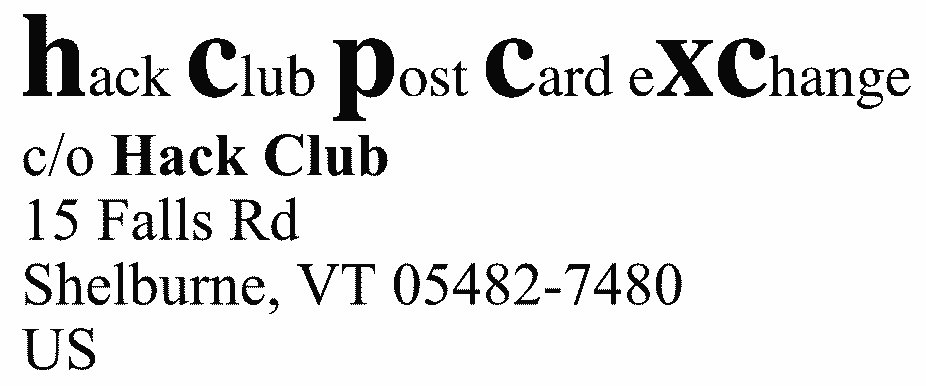 hack club post card exchange
c/o Hack Club
15 Falls Rd
Shelburne, VT 05482-7480
US